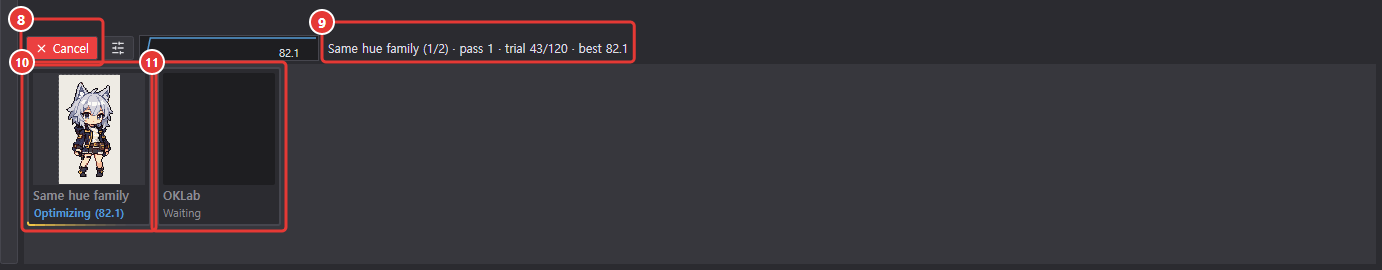 8
9
✕ Cancel
82.1
Same hue family (1/2) · pass 1 · trial 43/120 · best 82.1
10
11
Same hue family
Optimizing (82.1)
OKLab
Waiting